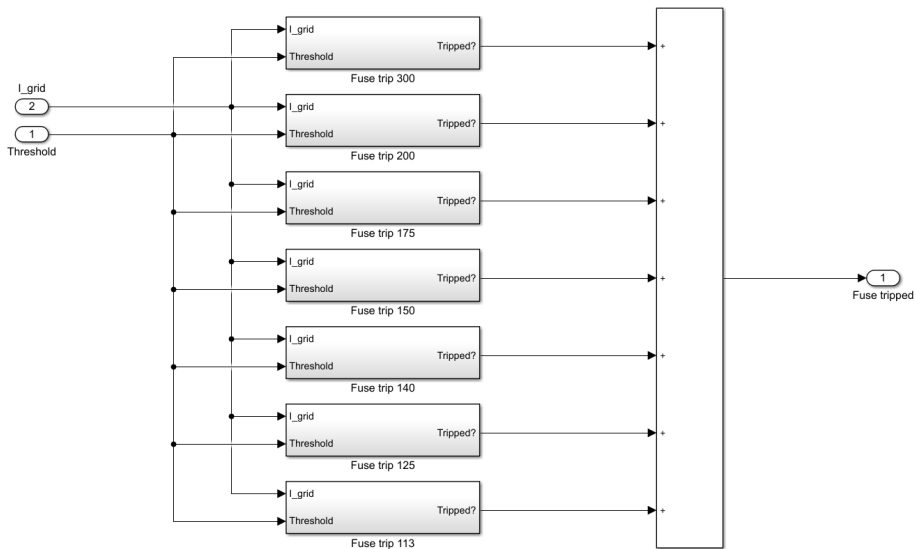 I_grid
2
1
Threshold
I_grid
Threshold
Tripped?
Fuse trip 300
I_grid
Threshold
Tripped?
Fuse trip 200
I_grid
Threshold
Tripped?
Fuse trip 175
I_grid
Threshold
Tripped?
Fuse trip 150
I_grid
Threshold
Tripped?
Fuse trip 140
I_grid
Threshold
Tripped?
Fuse trip 125
I_grid
Threshold
Tripped?
Fuse trip 113
+
+
+
+
+
+
+
1
Fuse tripped